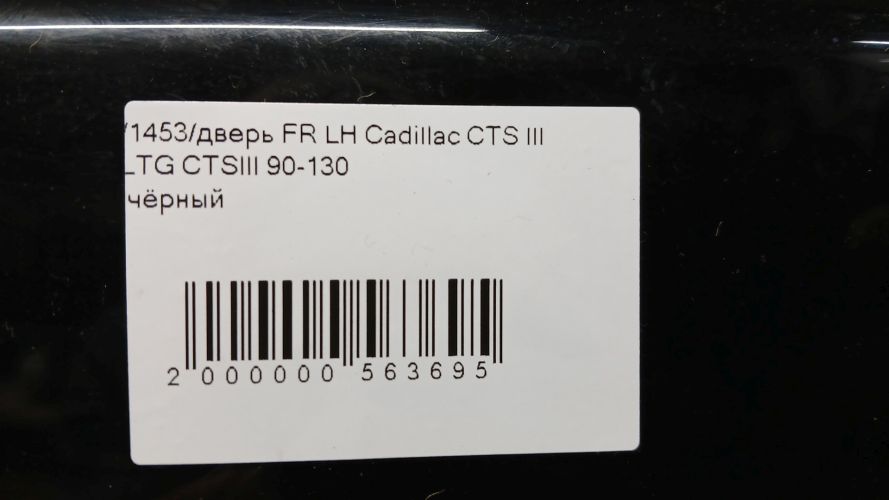 /1453/дверь FR LH Cadillac CTS III
LTG CTSIII 90-130
чёрный
2 000000 563695